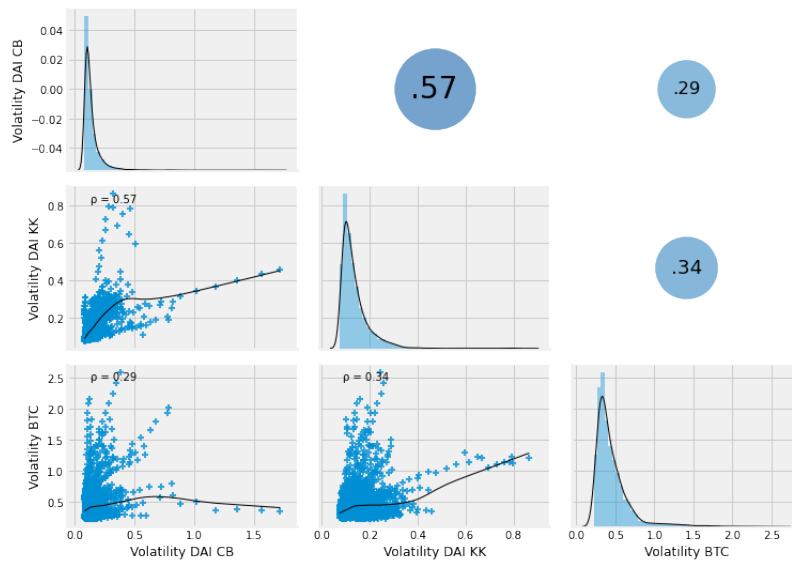 Volatility DAI CB
0.04
0.02
0.00
−0.02
−0.04
.57
.29
Volatility DAI KK
0.8
0.6
0.4
0.2
ρ = 0.57
.34
Volatility BTC
2.5
2.0
1.5
1.0
0.5
ρ = 0.29
ρ = 0.34
0.0 0.5 1.0 1.5
0.0 0.2 0.4 0.6 0.8
0.0 0.5 1.0 1.5 2.0 2.5
Volatility DAI CB
Volatility DAI KK
Volatility BTC